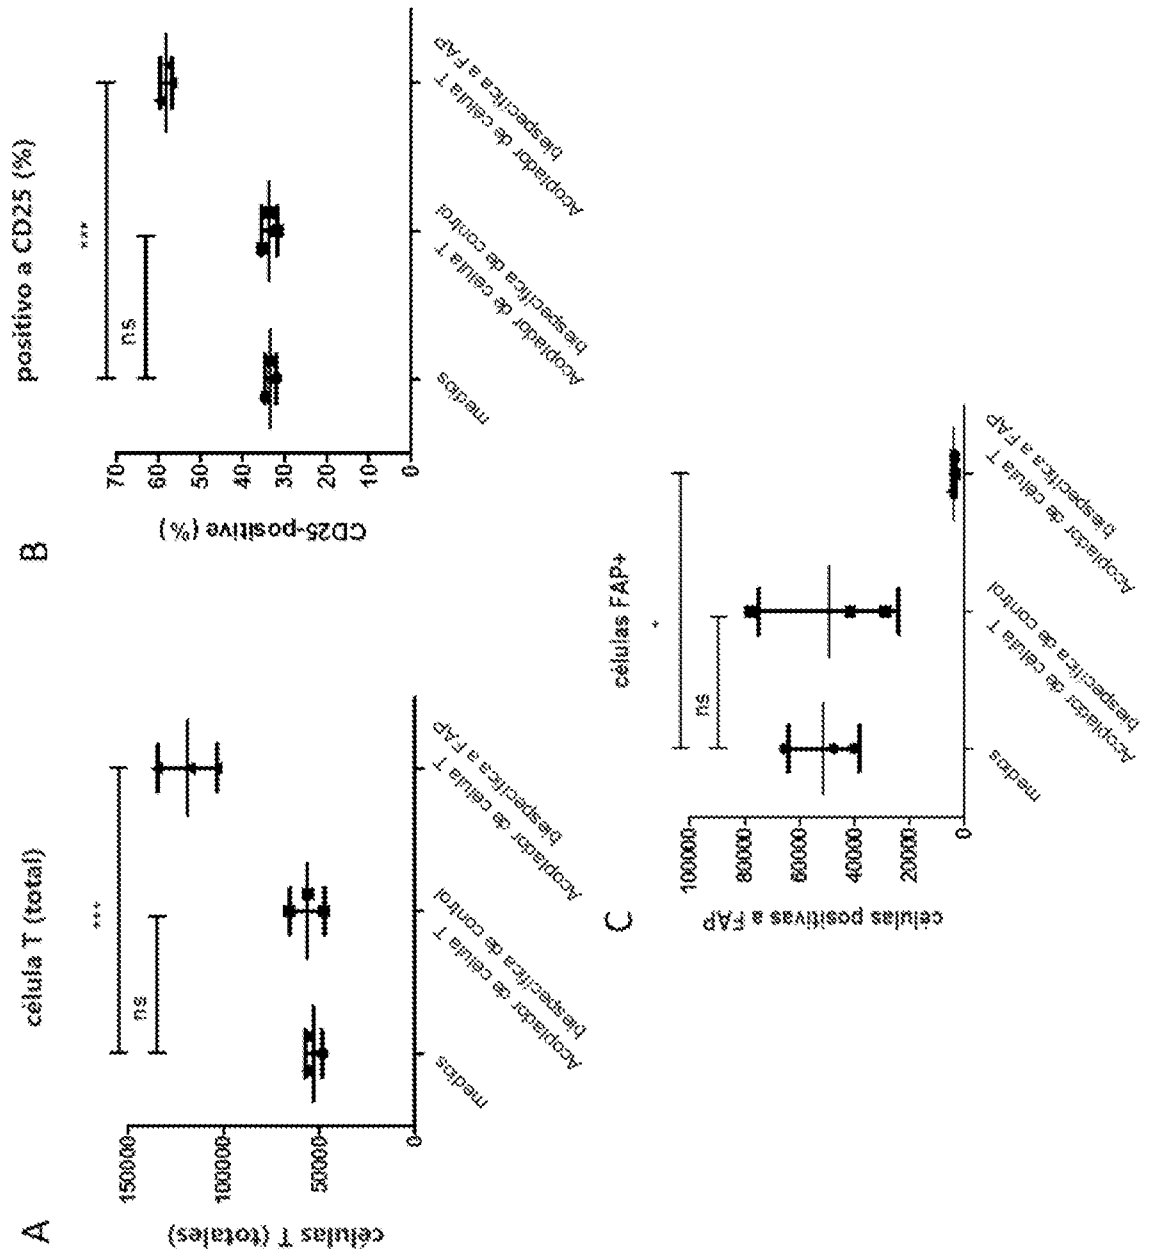 A
célula T (total)
***
ns
150000
100000
50000
0
células T (totales)
medios
Acoplador de célula T
biespecífica de control
Acoplador de célula T
biespecífica a FAP
B
positivo a CD25 (%)
***
ns
70
60
50
40
30
20
10
0
CD25-positive (%)
medios
Acoplador de célula T
biespecífica de control
Acoplador de célula T
biespecífica a FAP
C
células FAP+
*
ns
100000
80000
60000
40000
20000
0
células positivas a FAP
medios
Acoplador de célula T
biespecífica de control
Acoplador de célula T
biespecífica a FAP